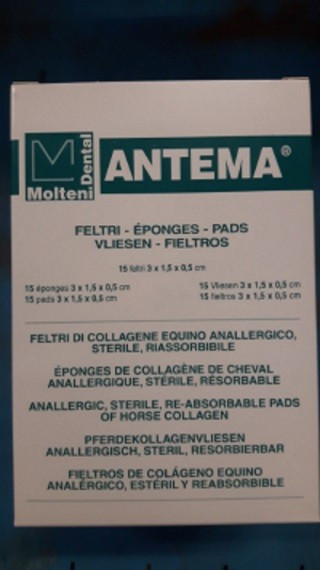 Molteni Dental
ANTEMA®
FELTRI - ÉPONGES - PADS
VLIESEN - FIELTROS
15 feltri 3 x 1,5 x 0,5 cm
15 éponges 3 x 1,5 x 0,5 cm
15 Vliesen 3 x 1,5 x 0,5 cm
15 pads 3 x 1,5 x 0,5 cm
15 fieltros 3 x 1,5 x 0,5 cm
FELTRI DI COLLAGENE EQUINO ANALLERGICO,
STERILE, RIASSORBIBILE
ÉPONGES DE COLLAGÈNE DE CHEVAL
ANALLERGIQUE, STÉRILE, RÉSORBABLE
ANALLERGIC, STERILE, RE-ABSORBABLE PADS
OF HORSE COLLAGEN
PFERDEKOLLAGENVLIESEN
ANALLERGISCH, STERIL, RESORBIERBAR
FIELTROS DE COLÁGENO EQUINO
ANALÉRGICO, ESTÉRIL Y REABSORBIBLE